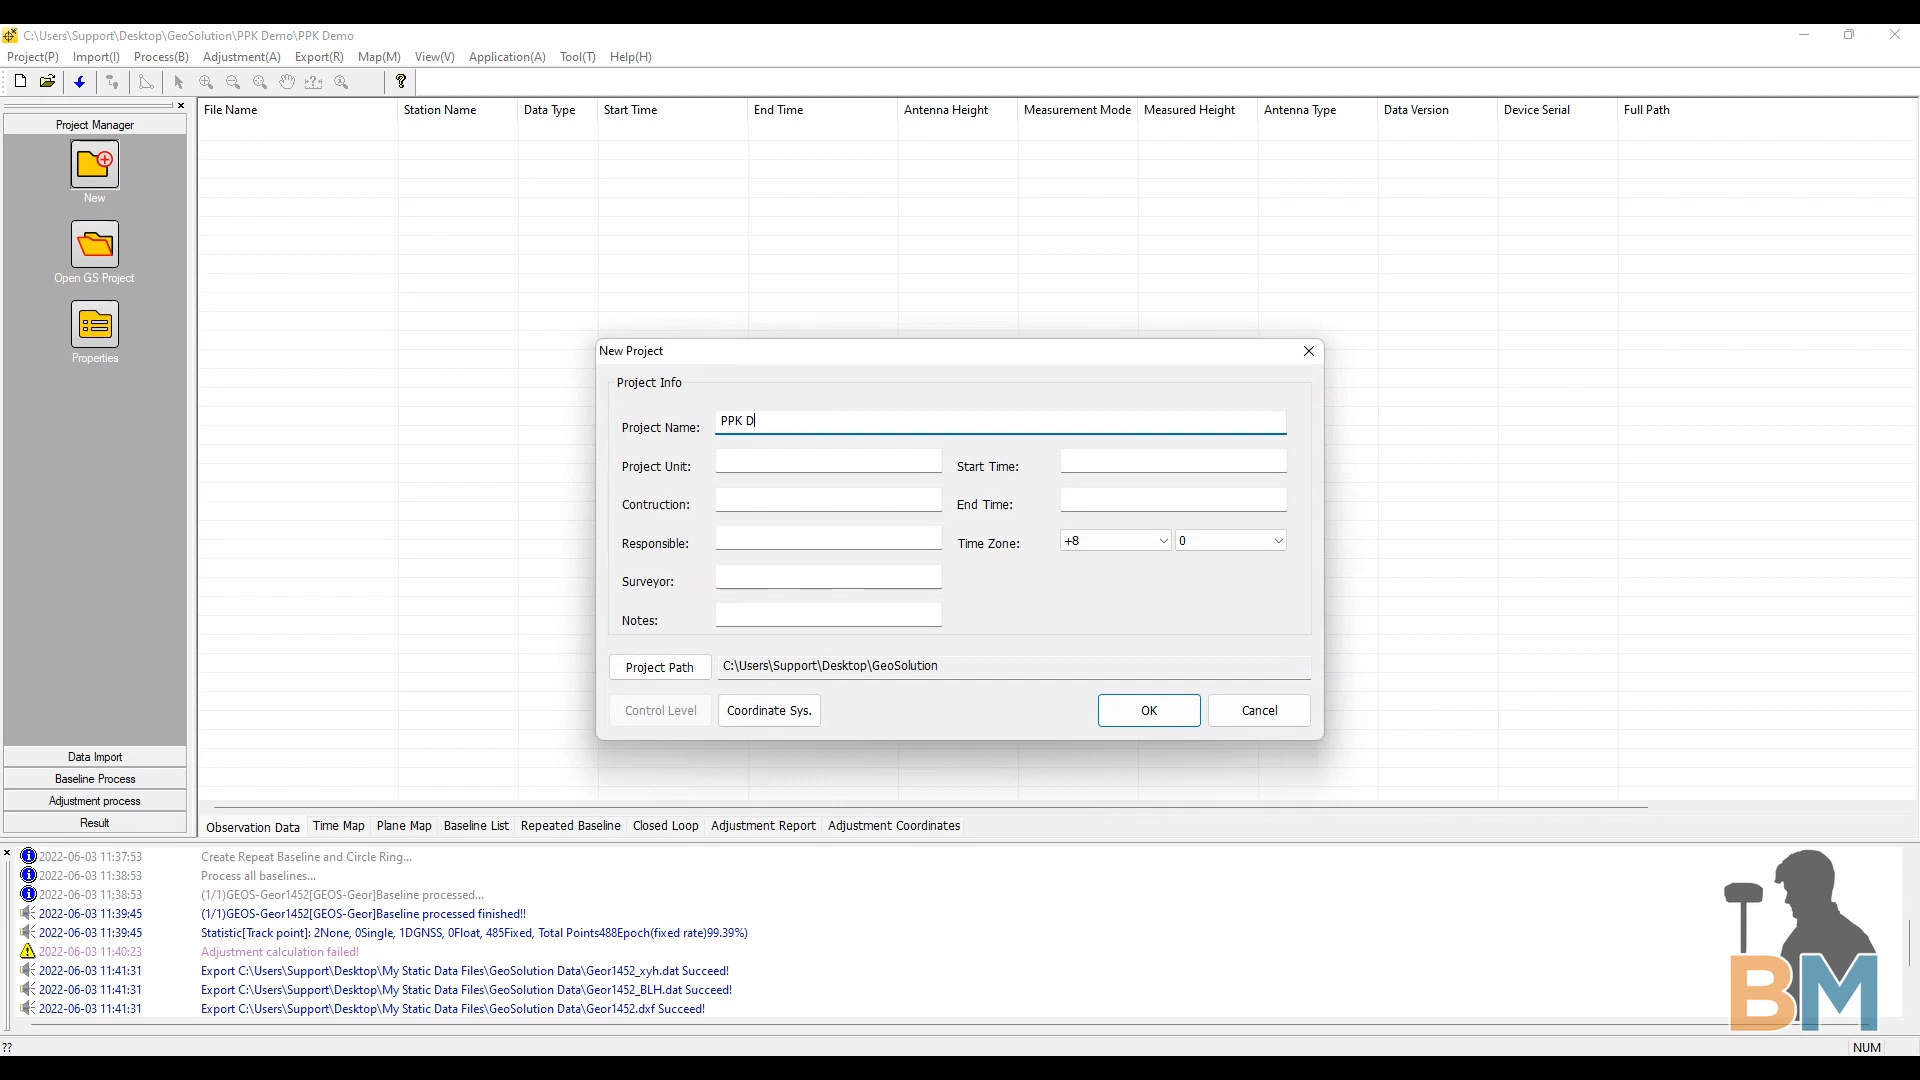 C:\Users\Support\Desktop\GeoSolution\PPK Demo\PPK Demo
Project(P) Import(I) Process(B) Adjustment(A) Export(R) Map(M) View(V) Application(A) Tool(T) Help(H)
Project Manager
New
Open GS Project
Properties
Data Import
Baseline Process
Adjustment process
Result
File Name Station Name Data Type Start Time End Time Antenna Height Measurement Mode Measured Height Antenna Type Data Version Device Serial Full Path
New Project
Project Info
Project Name: PPK D
Project Unit: Start Time:
Contruction: End Time:
Responsible: Time Zone: +8 0
Surveyor:
Notes:
Project Path C:\Users\Support\Desktop\GeoSolution
Control Level Coordinate Sys. OK Cancel
Observation Data Time Map Plane Map Baseline List Repeated Baseline Closed Loop Adjustment Report Adjustment Coordinates
2022-06-03 11:37:53 Create Repeat Baseline and Circle Ring...
2022-06-03 11:38:53 Process all baselines...
2022-06-03 11:38:53 (1/1)GEOS-Geor1452[GEOS-Geor]Baseline processed...
2022-06-03 11:39:45 (1/1)GEOS-Geor1452[GEOS-Geor]Baseline processed finished!!
2022-06-03 11:39:45 Statistic[Track point]: 2None, 0Single, 1DGNSS, 0Float, 485Fixed, Total Points488Epoch(fixed rate)99.39%)
2022-06-03 11:40:23 Adjustment calculation failed!
2022-06-03 11:41:31 Export C:\Users\Support\Desktop\My Static Data Files\GeoSolution Data\Geor1452_xyh.dat Succeed!
2022-06-03 11:41:31 Export C:\Users\Support\Desktop\My Static Data Files\GeoSolution Data\Geor1452_BLH.dat Succeed!
2022-06-03 11:41:31 Export C:\Users\Support\Desktop\My Static Data Files\GeoSolution Data\Geor1452.dxf Succeed!
BM
?? NUM